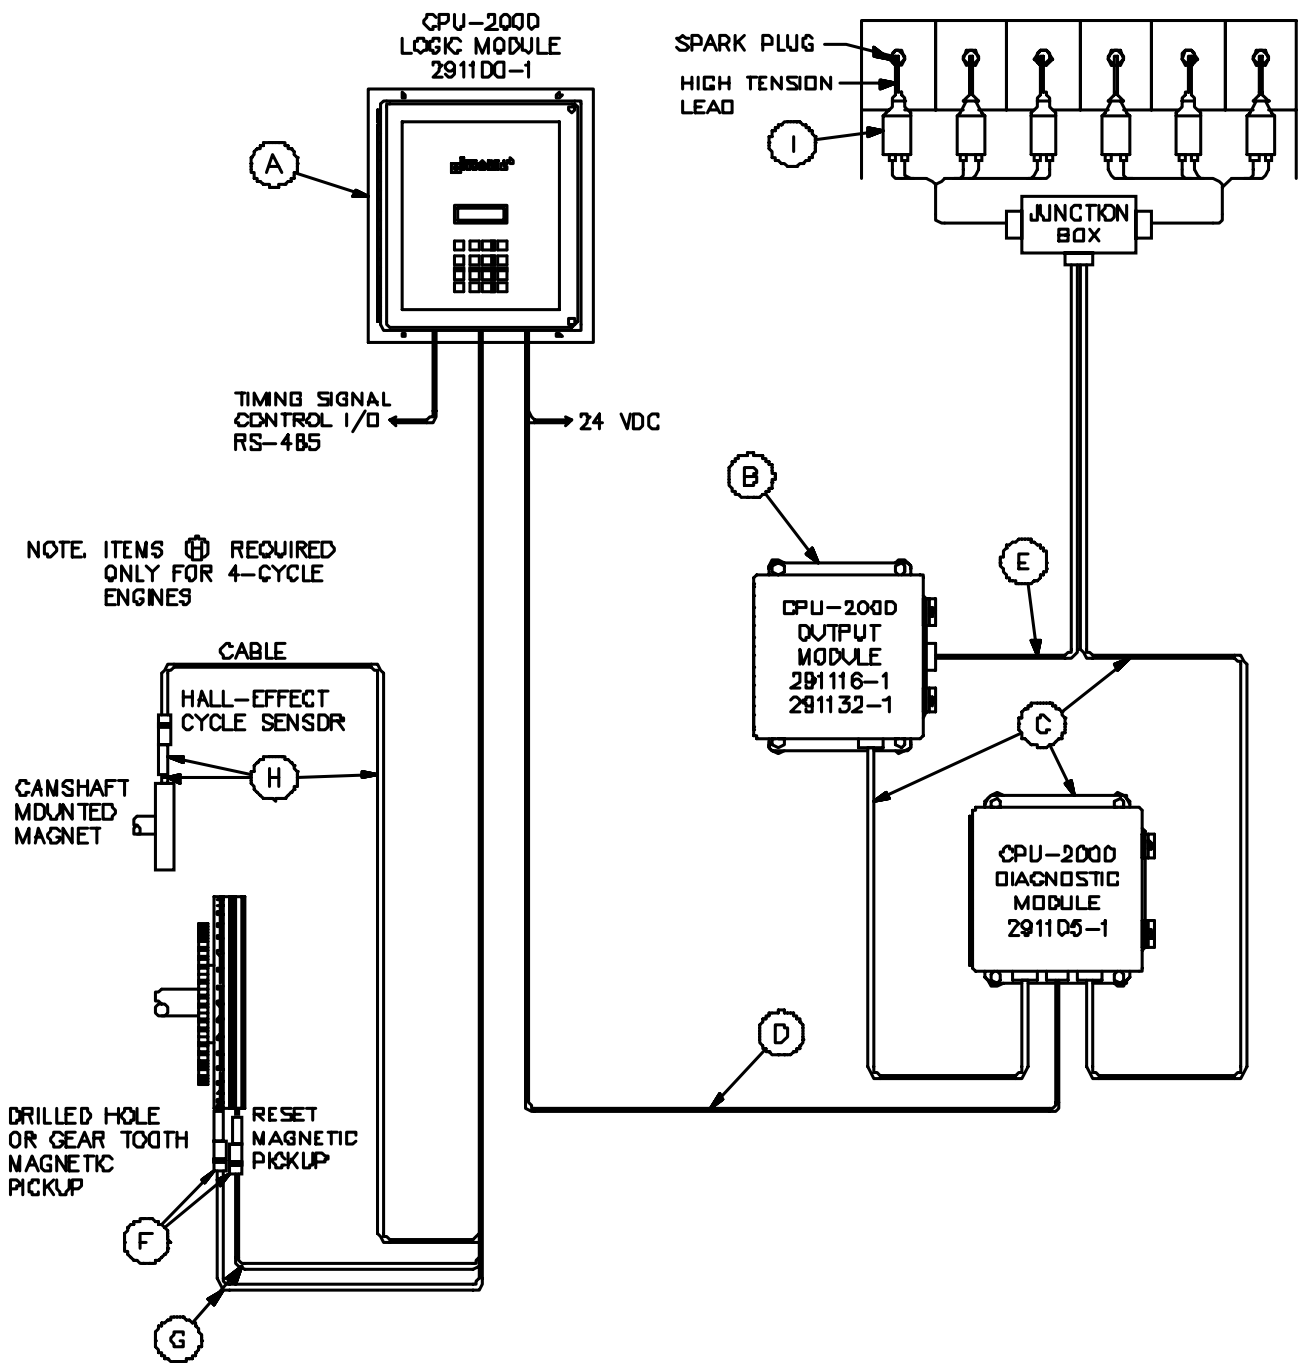 CPU-2000
LOGIC MODULE
291100-1
SPARK PLUG
HIGH TENSION
LEAD
I
A
JUNCTION
BOX
TIMING SIGNAL
CONTROL I/O
RS-485
24 VDC
B
NOTE. ITEMS H REQUIRED
ONLY FOR 4-CYCLE
ENGINES
E
CPU-2000
OUTPUT
MODULE
291116-1
291132-1
CABLE
HALL-EFFECT
CYCLE SENSOR
C
H
CAMSHAFT
MOUNTED
MAGNET
CPU-2000
DIAGNOSTIC
MODULE
291105-1
D
DRILLED HOLE
OR GEAR TOOTH
MAGNETIC
PICKUP
RESET
MAGNETIC
PICKUP
F
G